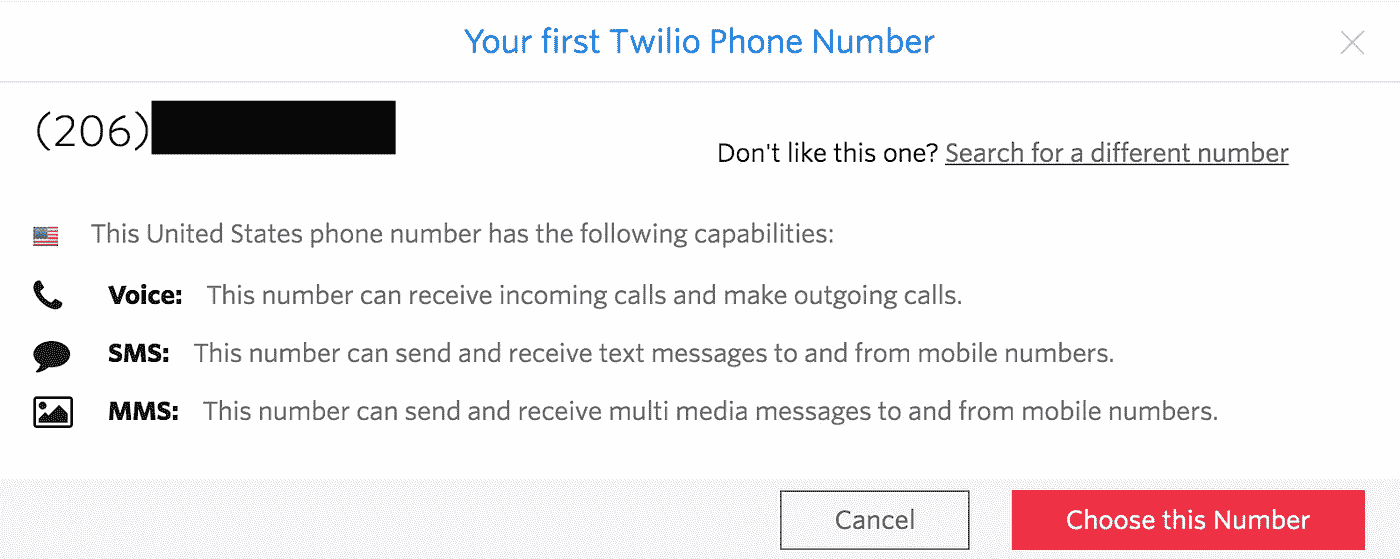 Your first Twilio Phone Number
(206)
Don't like this one? Search for a different number
This United States phone number has the following capabilities:
Voice: This number can receive incoming calls and make outgoing calls.
SMS: This number can send and receive text messages to and from mobile numbers.
MMS: This number can send and receive multi media messages to and from mobile numbers.
Cancel
Choose this Number